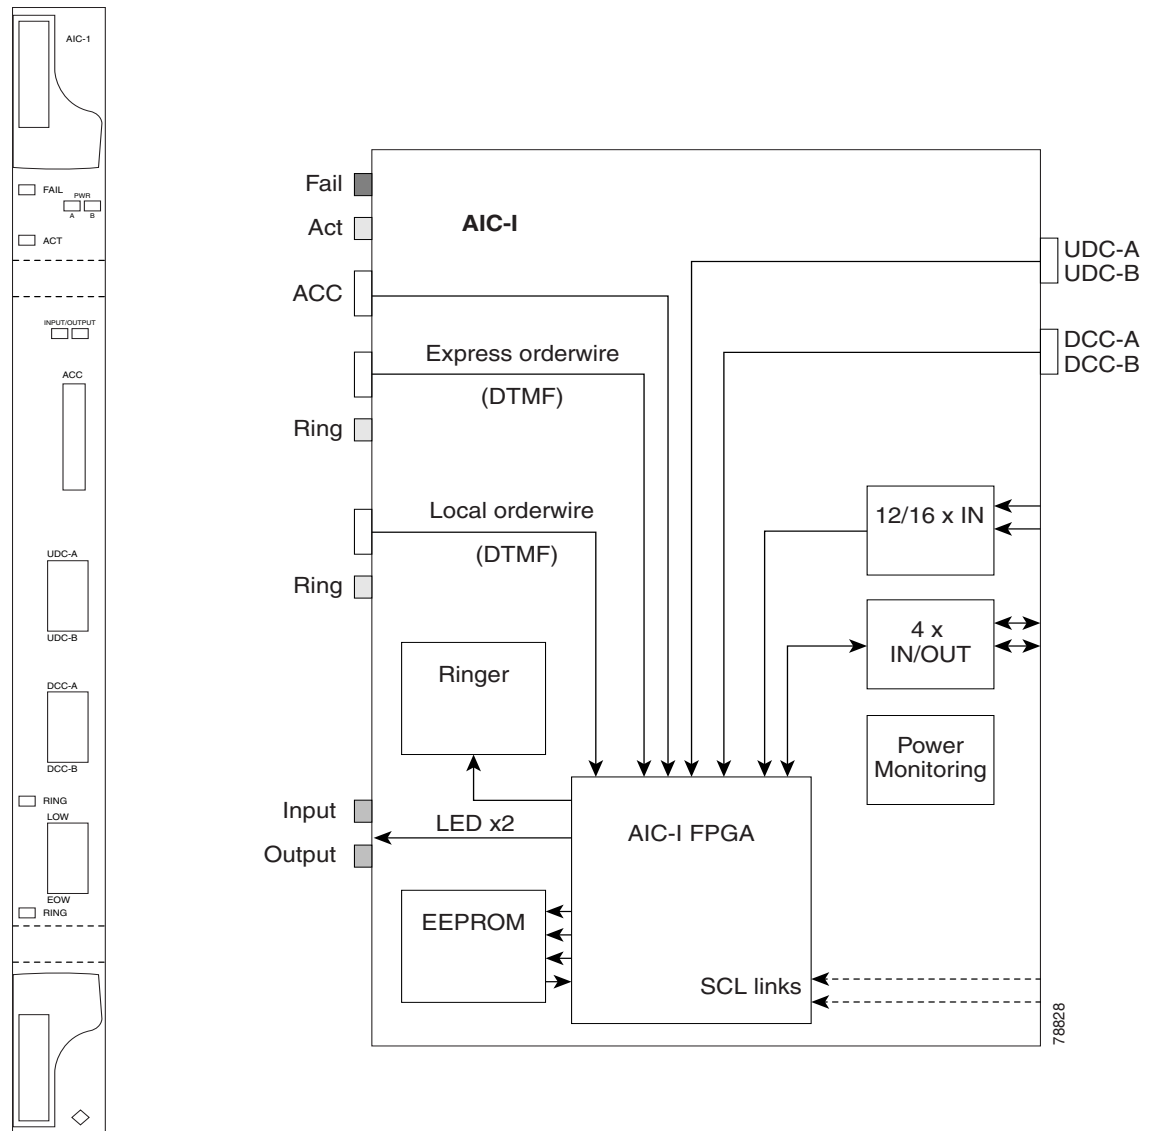 AIC-1
FAIL
PWR
A B
ACT
INPUT/OUTPUT
ACC
UDC-A
UDC-B
DCC-A
DCC-B
RING
LOW
EOW
RING
Fail
Act
AIC-I
ACC
Express orderwire
(DTMF)
Ring
Local orderwire
(DTMF)
Ring
Ringer
Input
LED x2
Output
EEPROM
AIC-I FPGA
SCL links
UDC-A
UDC-B
DCC-A
DCC-B
12/16 x IN
4 x
IN/OUT
Power
Monitoring
78828